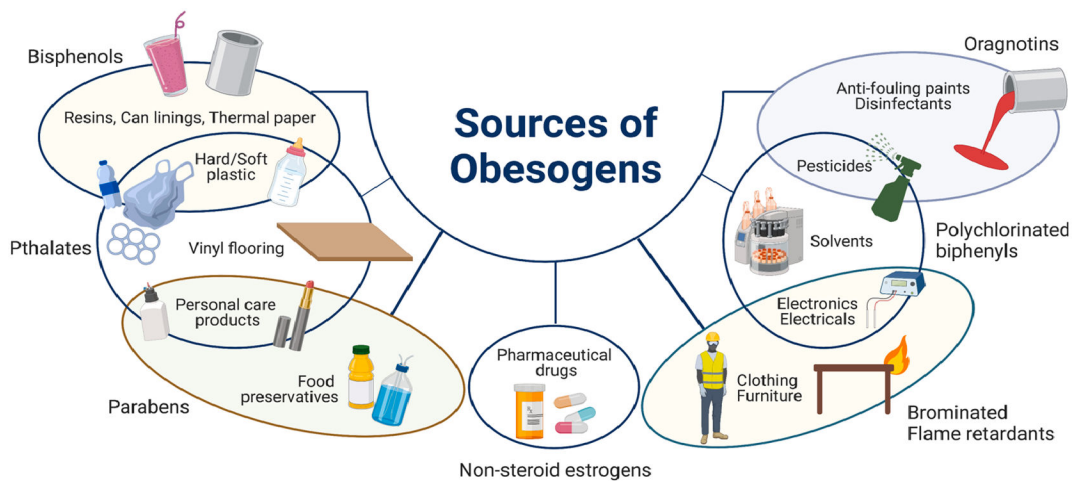 Sources of
Obesogens
Bisphenols
Resins, Can linings, Thermal paper
Hard/Soft
plastic
Pthalates
Vinyl flooring
Personal care
products
Food
preservatives
Parabens
Pharmaceutical
drugs
Non-steroid estrogens
Oragnotins
Anti-fouling paints
Disinfectants
Pesticides
Solvents
Polychlorinated
biphenyls
Electronics
Electricals
Clothing
Furniture
Brominated
Flame retardants